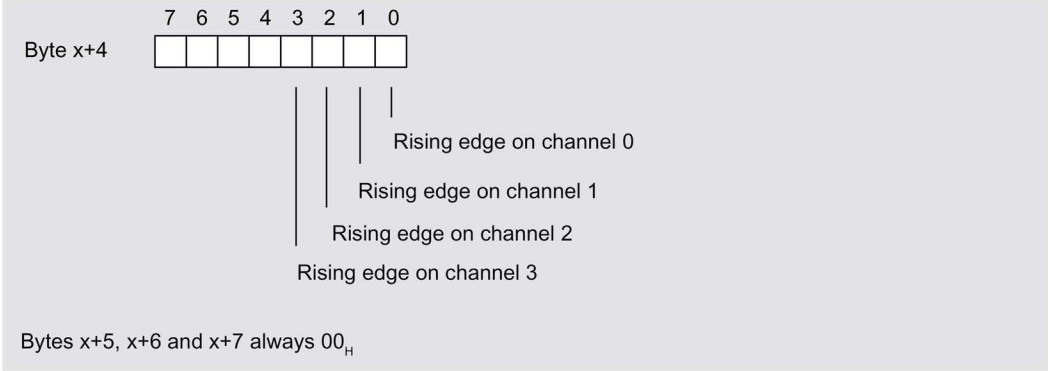 7 6 5 4 3 2 1 0
Byte x+4
Rising edge on channel 0
Rising edge on channel 1
Rising edge on channel 2
Rising edge on channel 3
Bytes x+5, x+6 and x+7 always 00H